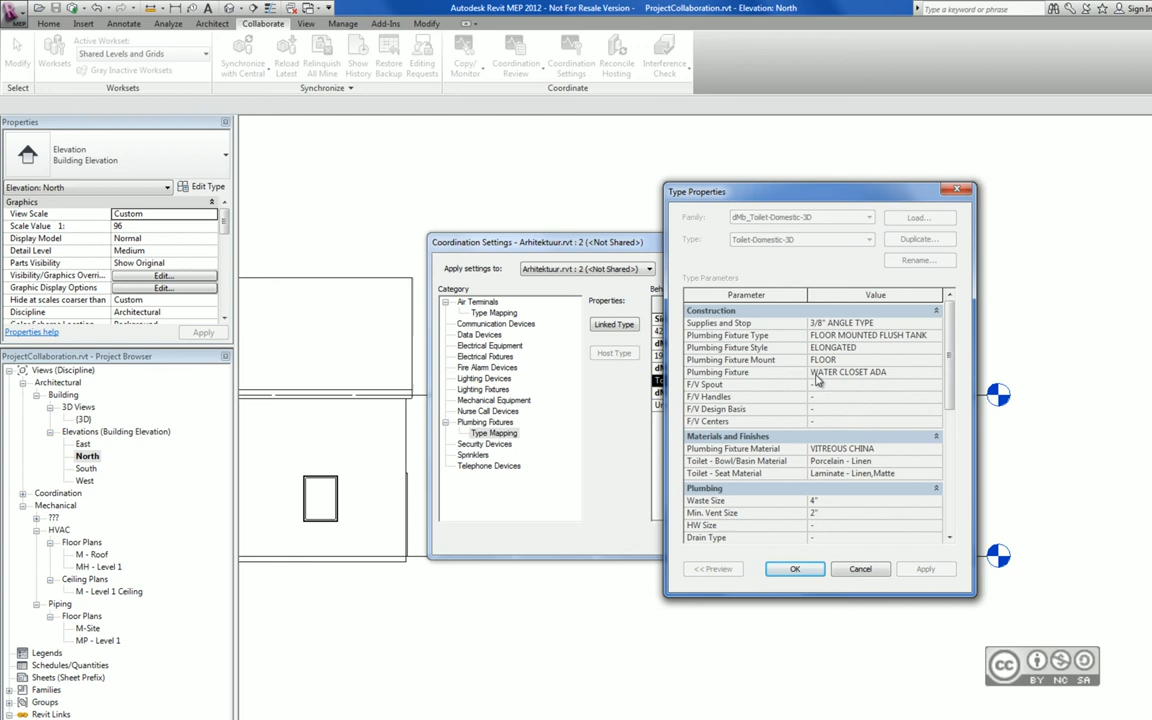 Autodesk Revit MEP 2012 - Not For Resale Version - ProjectCollaboration.rvt - Elevation: North
Type a keyword or phrase
Sign In
MEP
Home Insert Annotate Analyze Architect Collaborate View Manage Add-Ins Modify
Modify
Worksets
Active Workset:
Shared Levels and Grids
Gray Inactive Worksets
Synchronize with Central
Reload Latest
Relinquish All Mine
Show History
Restore Backup
Editing Requests
Copy/ Monitor
Coordination Review
Coordination Settings
Reconcile Hosting
Interference Check
Select Worksets Synchronize Coordinate
Properties
Elevation
Building Elevation
Elevation: North
Edit Type
Graphics
View Scale Custom
Scale Value 1: 96
Display Model Normal
Detail Level Medium
Parts Visibility Show Original
Visibility/Graphics Overri... Edit...
Graphic Display Options Edit...
Hide at scales coarser than Custom
Discipline Architectural
Properties help
Apply
ProjectCollaboration.rvt - Project Browser
Views (Discipline)
Architectural
Building
3D Views
{3D}
Elevations (Building Elevation)
East
North
South
West
Coordination
Mechanical
???
HVAC
Floor Plans
M - Roof
MH - Level 1
Ceiling Plans
M - Level 1 Ceiling
Piping
Floor Plans
M-Site
MP - Level 1
Legends
Schedules/Quantities
Sheets (Sheet Prefix)
Families
Groups
Revit Links
Coordination Settings - Arhitektuur.rvt : 2 (<Not Shared>)
Apply settings to:
Arhitektuur.rvt : 2 (<Not Shared>)
Category
Properties:
Air Terminals
Type Mapping
Communication Devices
Data Devices
Electrical Equipment
Electrical Fixtures
Fire Alarm Devices
Lighting Devices
Lighting Fixtures
Mechanical Equipment
Nurse Call Devices
Plumbing Fixtures
Type Mapping
Security Devices
Sprinklers
Telephone Devices
Linked Type
Host Type
Type Properties
Family: dMb_Toilet-Domestic-3D Load...
Type: Toilet-Domestic-3D Duplicate...
Rename...
Type Parameters
Parameter Value
Construction
Supplies and Stop 3/8" ANGLE TYPE
Plumbing Fixture Type FLOOR MOUNTED FLUSH TANK
Plumbing Fixture Style ELONGATED
Plumbing Fixture Mount FLOOR
Plumbing Fixture WATER CLOSET ADA
F/V Spout -
F/V Handles -
F/V Design Basis -
F/V Centers -
Materials and Finishes
Plumbing Fixture Material VITREOUS CHINA
Toilet - Bowl/Basin Material Porcelain - Linen
Toilet - Seat Material Laminate - Linen,Matte
Plumbing
Waste Size 4"
Min. Vent Size 2"
HW Size -
Drain Type -
<< Preview OK Cancel Apply
cc
BY NC SA